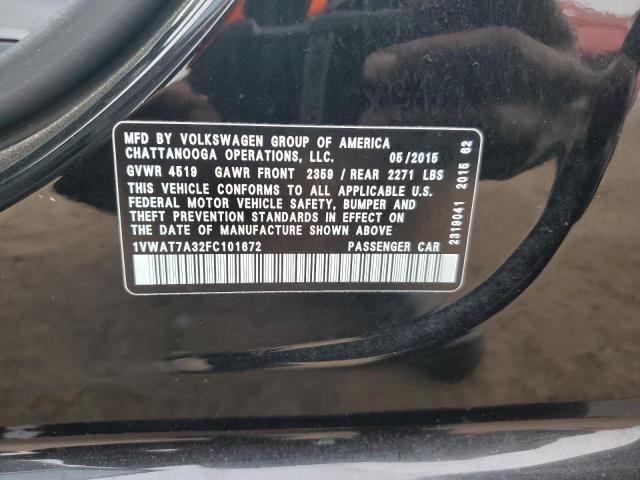 MFD BY VOLKSWAGEN GROUP OF AMERICA
CHATTANOOGA OPERATIONS, LLC. 05/2015
GVWR 4519 GAWR FRONT 2359 / REAR 2271 LBS
THIS VEHICLE CONFORMS TO ALL APPLICABLE U.S.
FEDERAL MOTOR VEHICLE SAFETY, BUMPER AND
THEFT PREVENTION STANDARDS IN EFFECT ON
THE DATE OF MANUFACTURE SHOWN ABOVE
1VWAT7A32FC101672 PASSENGER CAR
2319041 2015 62